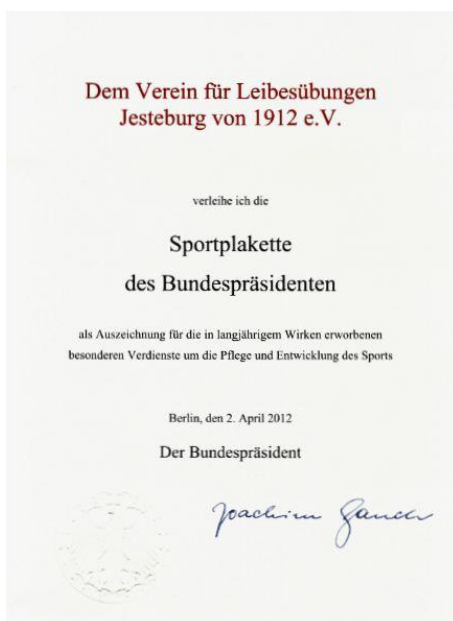 Dem Verein für Leibesübungen
Jesteburg von 1912 e.V.
verleihe ich die
Sportplakette
des Bundespräsidenten
als Auszeichnung für die in langjährigem Wirken erworbenen
besonderen Verdienste um die Pflege und Entwicklung des Sports
Berlin, den 2. April 2012
Der Bundespräsident
Joachim Gauck